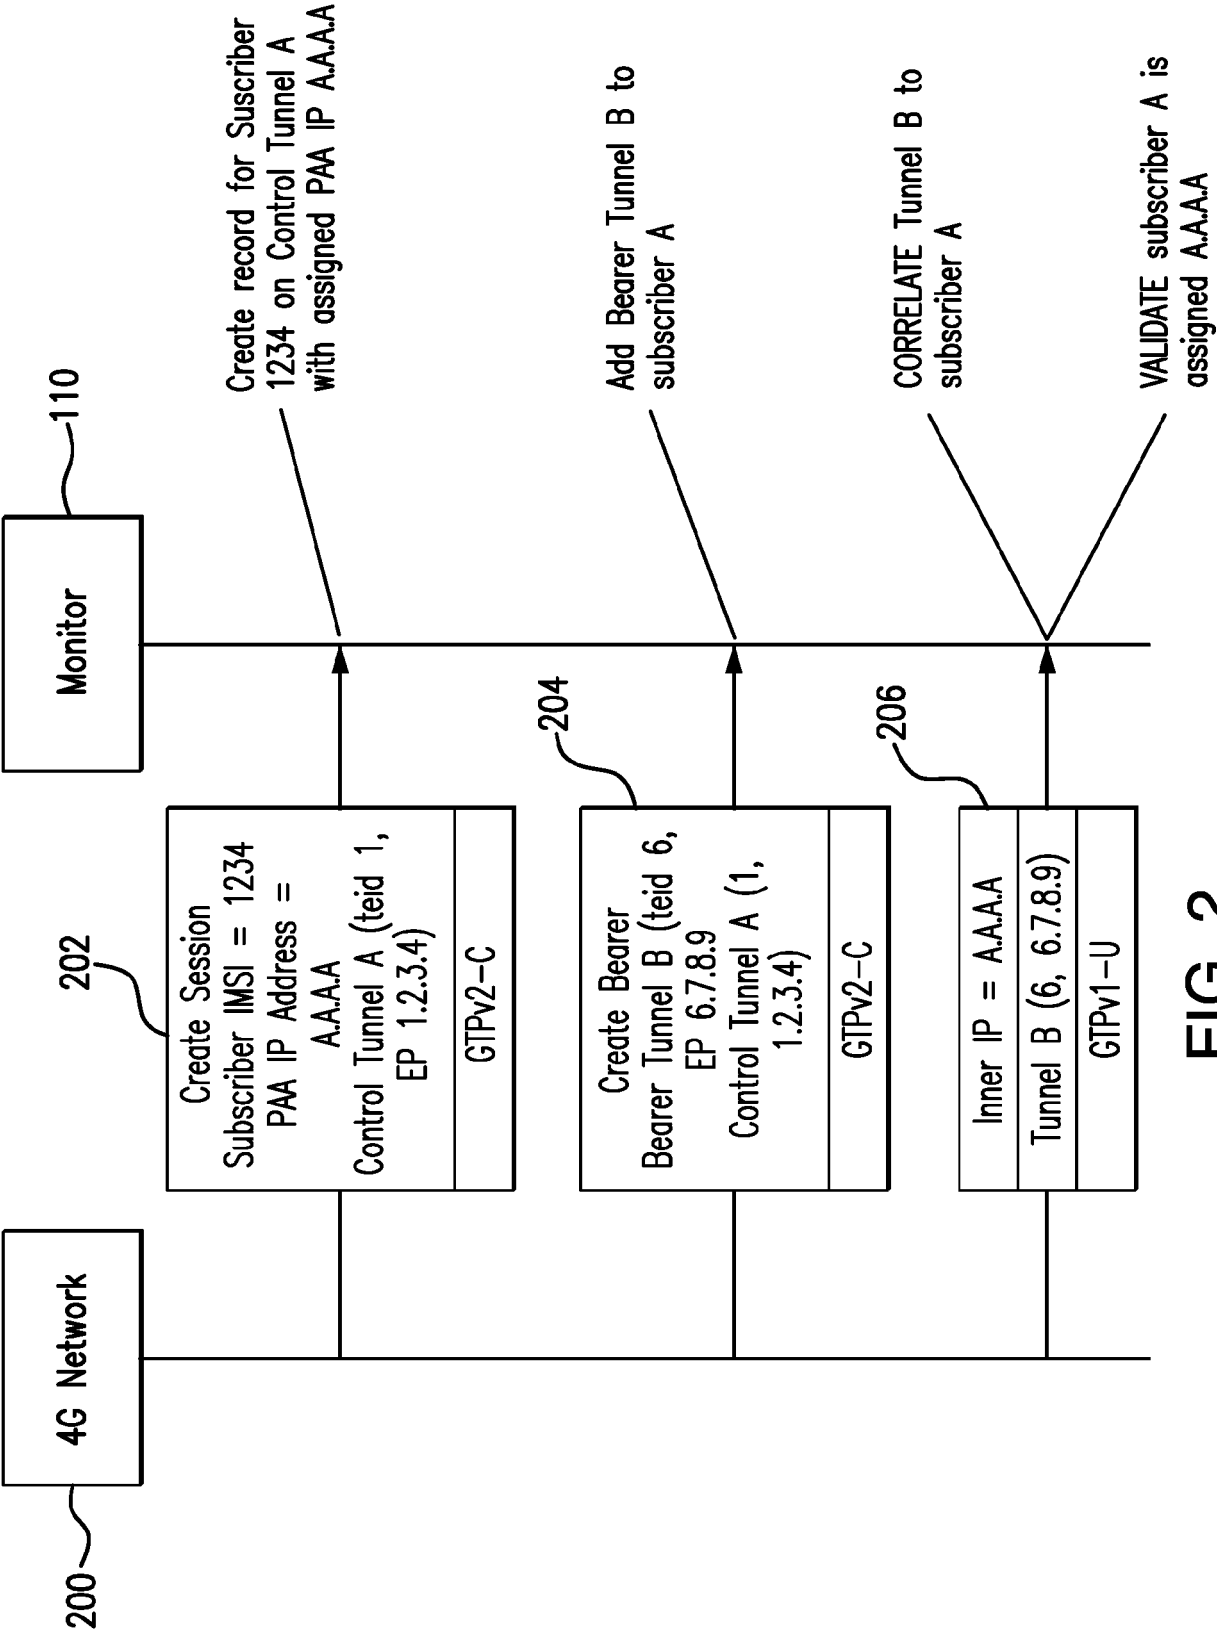 200
4G Network
Monitor
110
202
Create Session
Subscriber IMSI = 1234
PAA IP Address =
A.A.A.A
Control Tunnel A (teid 1,
EP 1.2.3.4)
GTPv2-C
Create record for Suscriber
1234 on Control Tunnel A
with assigned PAA IP A.A.A.A
204
Create Bearer
Bearer Tunnel B (teid 6,
EP 6.7.8.9
Control Tunnel A (1,
1.2.3.4)
GTPv2-C
Add Bearer Tunnel B to
subscriber A
206
Inner IP = A.A.A.A
Tunnel B (6, 6.7.8.9)
GTPv1-U
CORRELATE Tunnel B to
subscriber A
VALIDATE subscriber A is
assigned A.A.A.A
FIG. 2